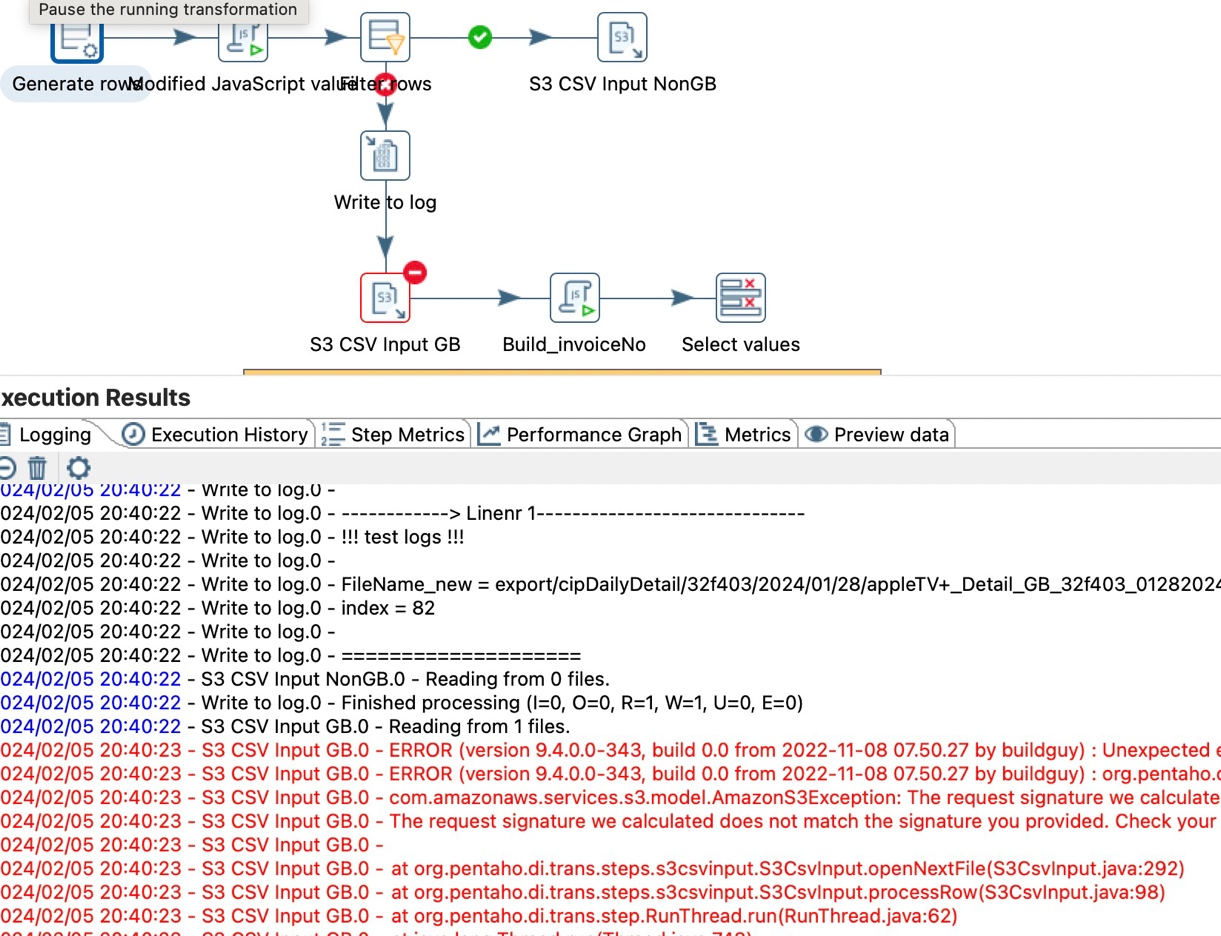 Pause the running transformation
Generate rows Modified JavaScript value Filter rows S3 CSV Input NonGB
Write to log
S3 CSV Input GB Build_invoiceNo Select values
xecution Results
Logging Execution History Step Metrics Performance Graph Metrics Preview data
024/02/05 20:40:22 - Write to log.0 -
024/02/05 20:40:22 - Write to log.0 - ------------> Linenr 1------------------------------
024/02/05 20:40:22 - Write to log.0 - !!! test logs !!!
024/02/05 20:40:22 - Write to log.0 -
024/02/05 20:40:22 - Write to log.0 - FileName_new = export/cipDailyDetail/32f403/2024/01/28/appleTV+_Detail_GB_32f403_01282024
024/02/05 20:40:22 - Write to log.0 - index = 82
024/02/05 20:40:22 - Write to log.0 -
024/02/05 20:40:22 - Write to log.0 - ====================
024/02/05 20:40:22 - S3 CSV Input NonGB.0 - Reading from 0 files.
024/02/05 20:40:22 - Write to log.0 - Finished processing (I=0, O=0, R=1, W=1, U=0, E=0)
024/02/05 20:40:22 - S3 CSV Input GB.0 - Reading from 1 files.
024/02/05 20:40:23 - S3 CSV Input GB.0 - ERROR (version 9.4.0.0-343, build 0.0 from 2022-11-08 07.50.27 by buildguy) : Unexpected e
024/02/05 20:40:23 - S3 CSV Input GB.0 - ERROR (version 9.4.0.0-343, build 0.0 from 2022-11-08 07.50.27 by buildguy) : org.pentaho.d
024/02/05 20:40:23 - S3 CSV Input GB.0 - com.amazonaws.services.s3.model.AmazonS3Exception: The request signature we calculate
024/02/05 20:40:23 - S3 CSV Input GB.0 - The request signature we calculated does not match the signature you provided. Check your
024/02/05 20:40:23 - S3 CSV Input GB.0 -
024/02/05 20:40:23 - S3 CSV Input GB.0 - at org.pentaho.di.trans.steps.s3csvinput.S3CsvInput.openNextFile(S3CsvInput.java:292)
024/02/05 20:40:23 - S3 CSV Input GB.0 - at org.pentaho.di.trans.steps.s3csvinput.S3CsvInput.processRow(S3CsvInput.java:98)
024/02/05 20:40:23 - S3 CSV Input GB.0 - at org.pentaho.di.trans.step.RunThread.run(RunThread.java:62)